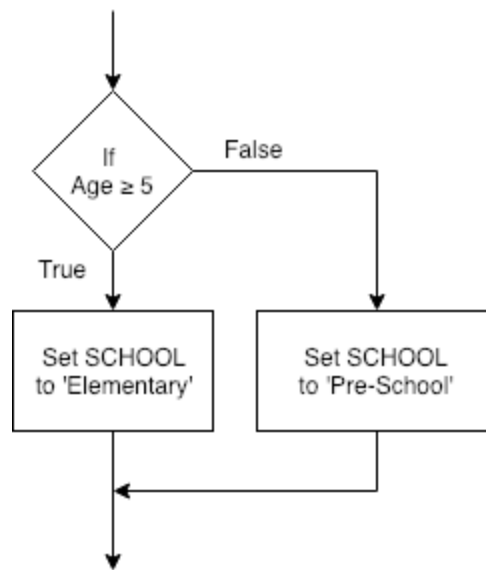 If
Age ≥ 5
False
True
Set SCHOOL
to 'Elementary'
Set SCHOOL
to 'Pre-School'